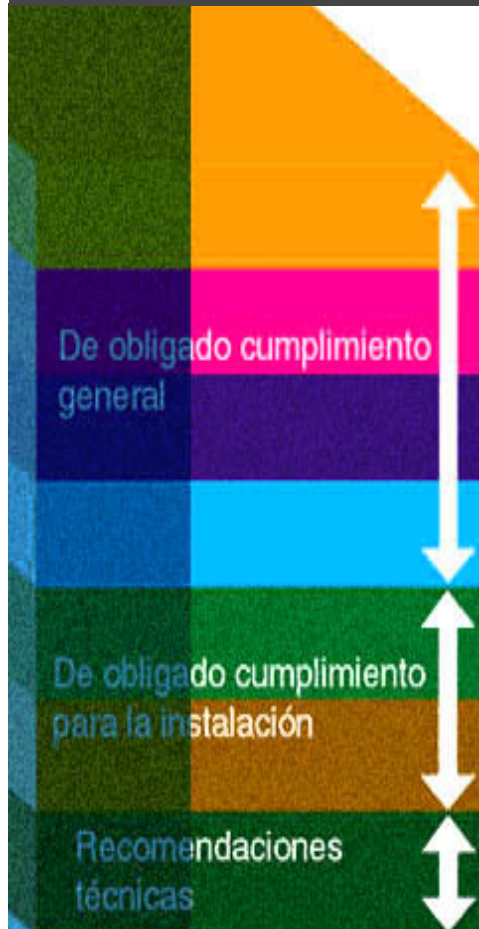 De obligado cumplimiento
general
De obligado cumplimiento
para la instalación
Recomendaciones
técnicas